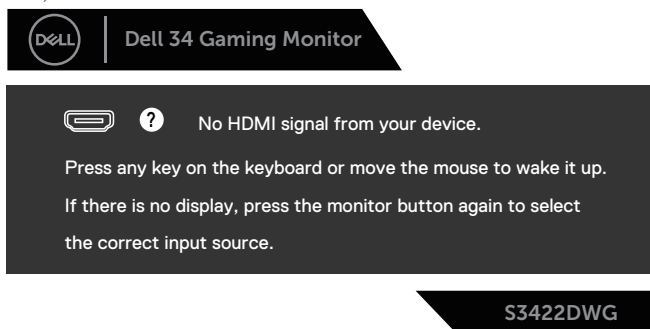 DELL
Dell 34 Gaming Monitor
? No HDMI signal from your device.
Press any key on the keyboard or move the mouse to wake it up.
If there is no display, press the monitor button again to select
the correct input source.
S3422DWG